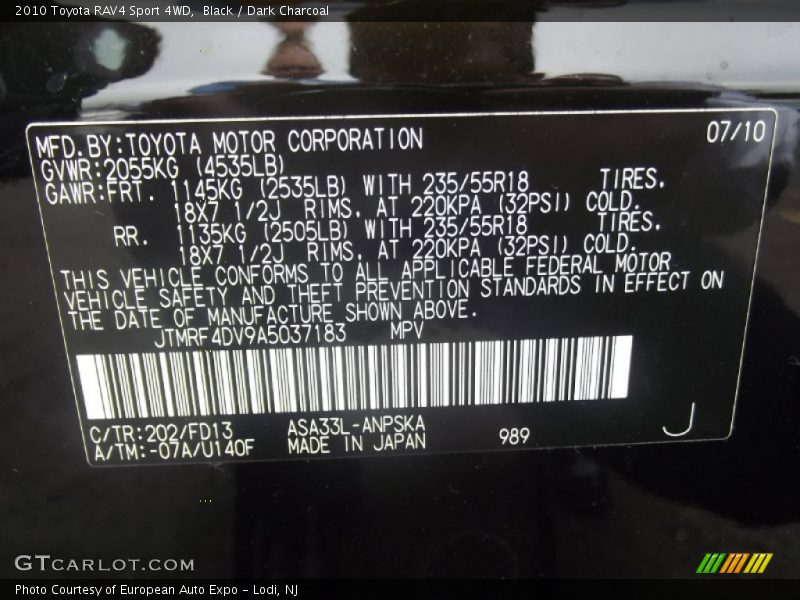 2010 Toyota RAV4 Sport 4WD, Black / Dark Charcoal
MFD.BY:TOYOTA MOTOR CORPORATION 07/10
GVWR:2055KG (4535LB)
GAWR:FRT. 1145KG (2535LB) WITH 235/55R18 TIRES.
18X7 1/2J RIMS. AT 220KPA (32PSI) COLD.
RR. 1135KG (2505LB) WITH 235/55R18 TIRES.
18X7 1/2J RIMS. AT 220KPA (32PSI) COLD.
THIS VEHICLE CONFORMS TO ALL APPLICABLE FEDERAL MOTOR
VEHICLE SAFETY AND THEFT PREVENTION STANDARDS IN EFFECT ON
THE DATE OF MANUFACTURE SHOWN ABOVE.
JTMRF4DV9A5037183 MPV
C/TR:202/FD13 ASA33L-ANPSKA
A/TM:-07A/U140F MADE IN JAPAN 989 J
GTCARLOT.COM
Photo Courtesy of European Auto Expo - Lodi, NJ